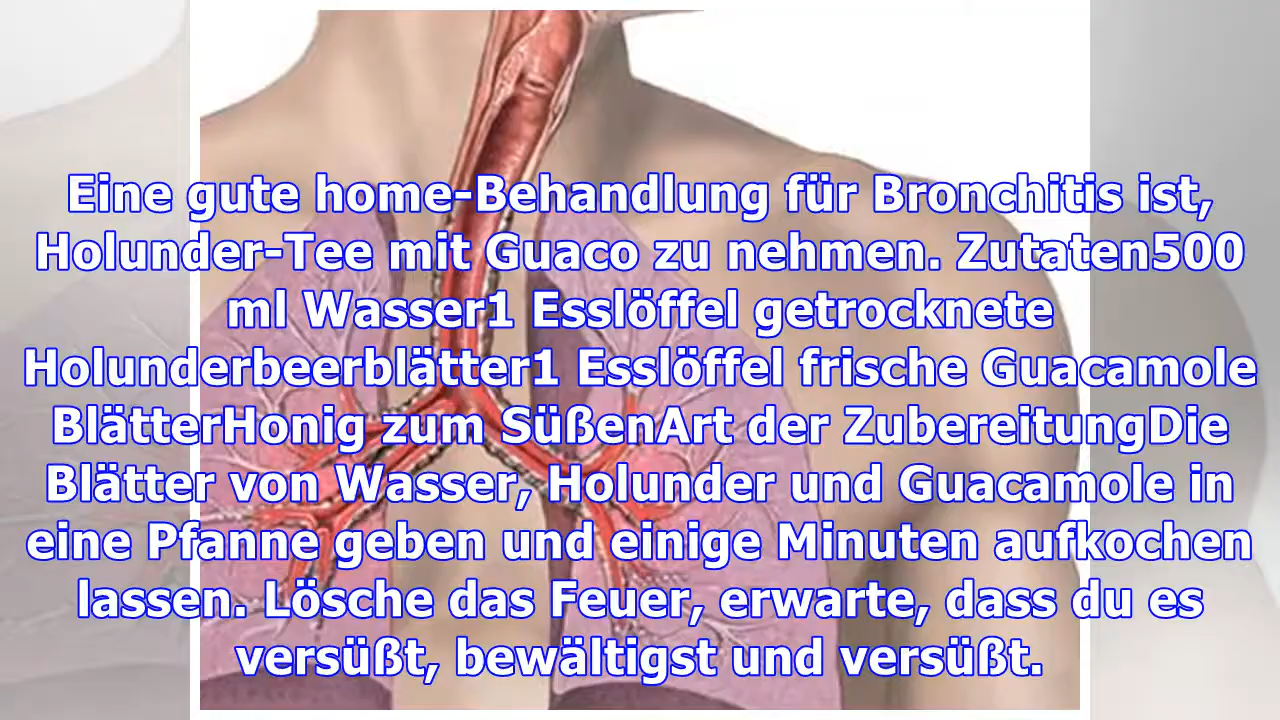 Eine gute home-Behandlung für Bronchitis ist,
Holunder-Tee mit Guaco zu nehmen. Zutaten500
ml Wasser1 Esslöffel getrocknete
Holunderbeerblätter1 Esslöffel frische Guacamole
BlätterHonig zum SüßenArt der ZubereitungDie
Blätter von Wasser, Holunder und Guacamole in
eine Pfanne geben und einige Minuten aufkochen
lassen. Lösche das Feuer, erwarte, dass du es
versüßt, bewältigst und versüßt.